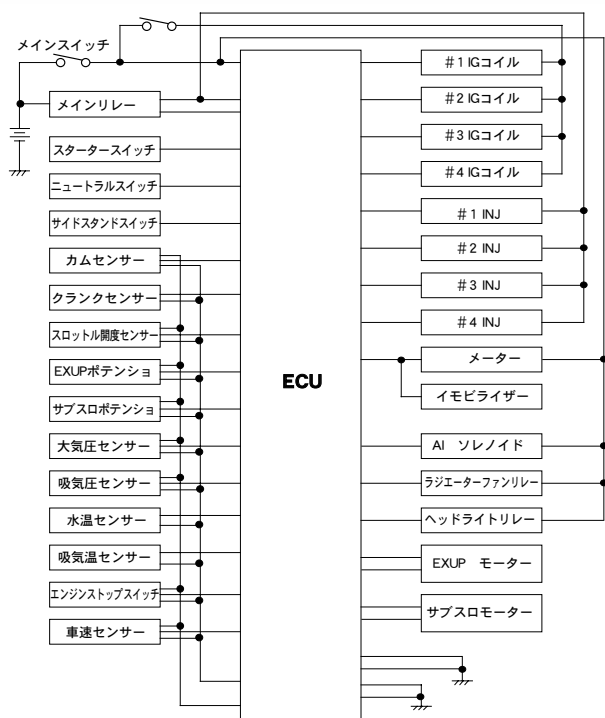 メインスイッチ
メインリレー
スタータースイッチ
ニュートラルスイッチ
サイドスタンドスイッチ
カムセンサー
クランクセンサー
スロットル開度センサー
EXUPポテンショ
サブスロポテンショ
大気圧センサー
吸気圧センサー
水温センサー
吸気温センサー
エンジンストップスイッチ
車速センサー
ECU
#1 IGコイル
#2 IGコイル
#3 IGコイル
#4 IGコイル
#1 INJ
#2 INJ
#3 INJ
#4 INJ
メーター
イモビライザー
AI ソレノイド
ラジエーターファンリレー
ヘッドライトリレー
EXUP モーター
サブスロモーター